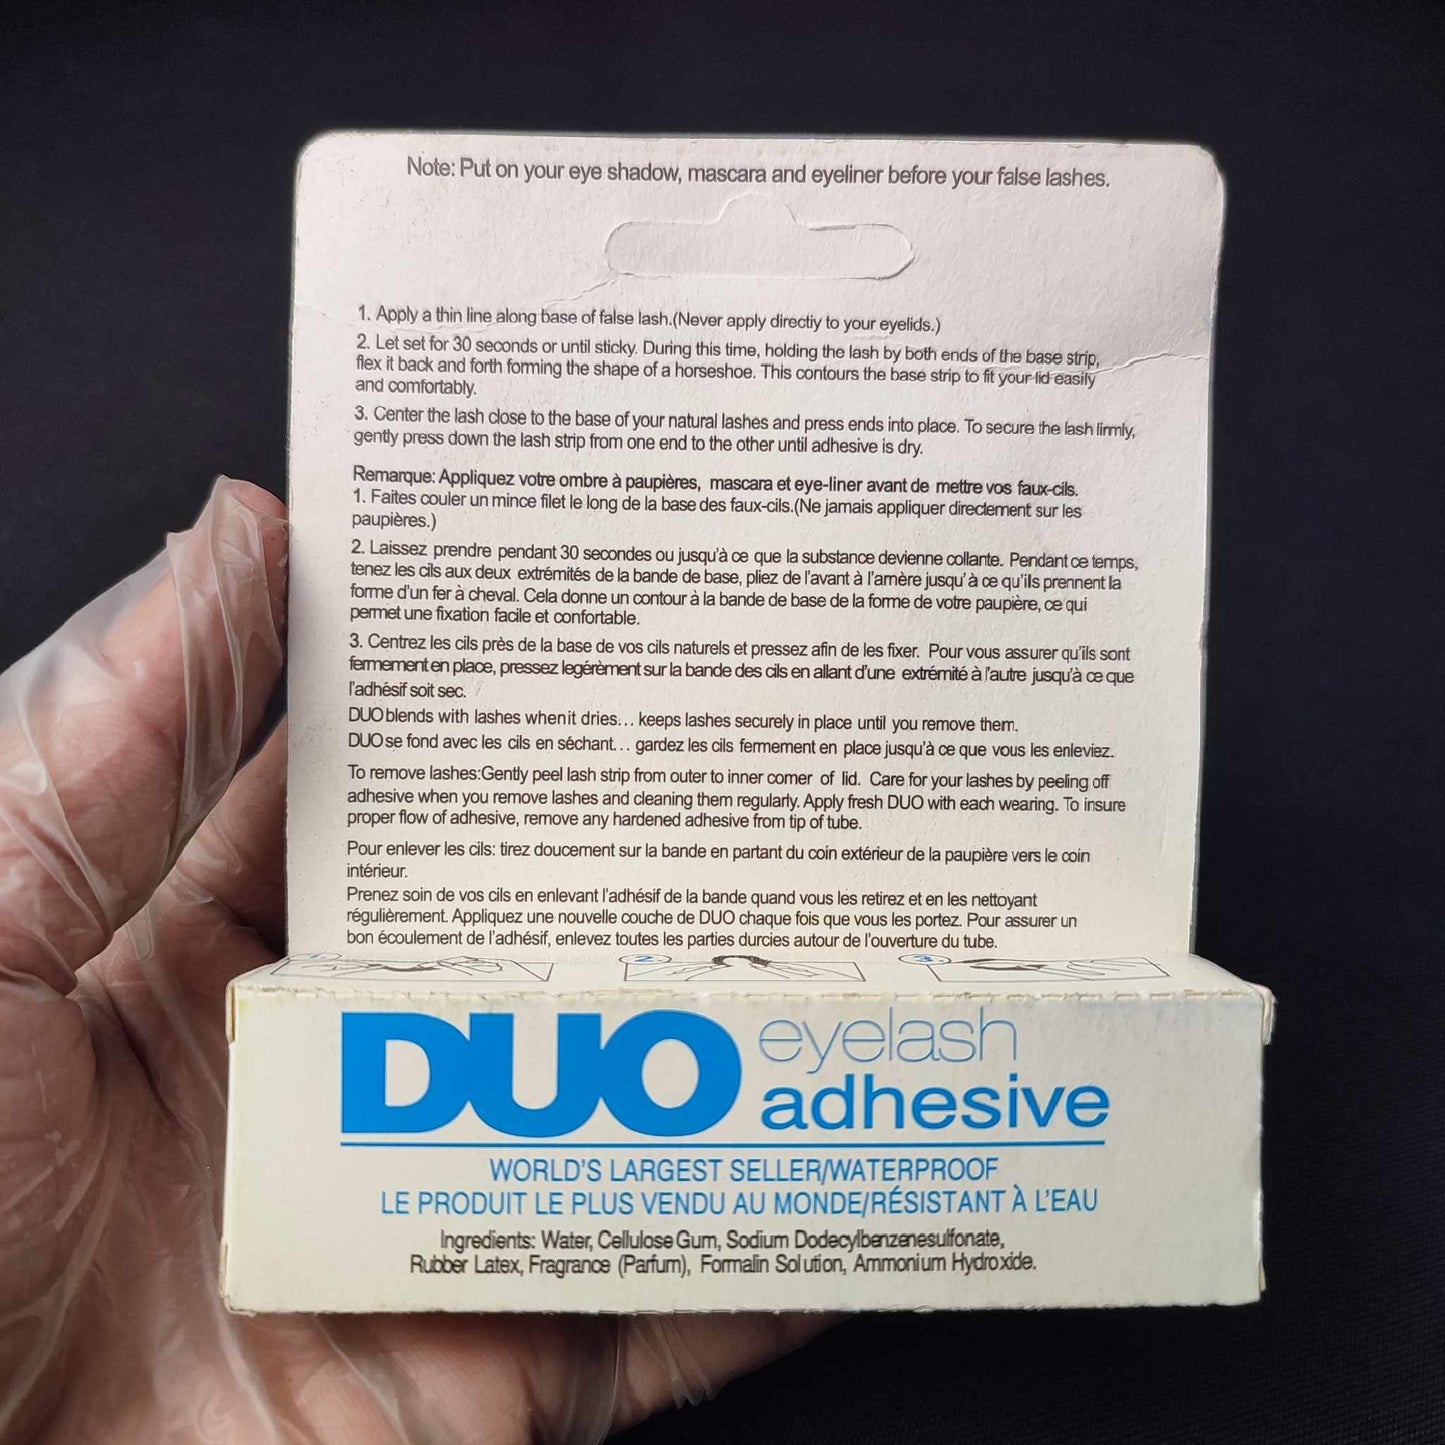 Note: Put on your eye shadow, mascara and eyeliner before your false lashes.
1. Apply a thin line along base of false lash.(Never apply directiy to your eyelids.)
2. Let set for 30 seconds or until sticky. During this time, holding the lash by both ends of the base strip,
flex it back and forth forming the shape of a horseshoe. This contours the base strip to fit your lid easily
and comfortably.
3. Center the lash close to the base of your natural lashes and press ends into place. To secure the lash lirmly,
gently press down the lash strip from one end to the other until adhesive is dry.
Remarque: Appliquez votre ombre à paupières, mascara et eye-liner avant de mettre vos faux-cils.
1. Faites couler un mince filet le long de la base des faux-cils.(Ne jamais appliquer directement sur les
paupières.)
2. Laissez prendre pendant 30 secondes ou jusqu'à ce que la substance devienne collante. Pendant ce temps,
tenez les cils aux deux extrémités de la bande de base, pliez de l'avant à l'amère jusqu'à ce qu'ils prennent la
forme d'un fer à cheval. Cela donne un contour à la bande de base de la forme de votre paupière, ce qui
permet une fixation facile et confortable.
3. Centrez les cils près de la base de vos cils naturels et pressez afin de les fixer. Pour vous assurer qu'ils sont
fermement en place, pressez legérèment sur la bande des cils en allant d'une extrémité à l'autre jusqu'à ce que
l'adhésif soit sec.
DUO blends with lashes when it dries... keeps lashes securely in place until you remove them.
DUO se fond avec les cils en séchant... gardez les cils fermement en place jusqu'à ce que vous les enleviez.
To remove lashes:Gently peel lash strip from outer to inner corner of lid. Care for your lashes by peeling off
adhesive when you remove lashes and cleaning them regularly. Apply fresh DUO with each wearing. To insure
proper flow of adhesive, remove any hardened adhesive from tip of tube.
Pour enlever les cils: tirez doucement sur la bande en partant du coin extérieur de la paupière vers le coin
intérieur.
Prenez soin de vos cils en enlevant l'adhésif de la bande quand vous les retirez et en les nettoyant
régulièrement. Appliquez une nouvelle couche de DUO chaque fois que vous les portez. Pour assurer un
bon écoulement de l'adhésif, enlevez toutes les parties durcies autour de l'ouverture du tube.
1. 2. 3.
DUO eyelash
adhesive
WORLD'S LARGEST SELLER/WATERPROOF
LE PRODUIT LE PLUS VENDU AU MONDE/RÉSISTANT À L'EAU
Ingredients: Water, Cellulose Gum, Sodium Dodecylbenzenesulfonate,
Rubber Latex, Fragrance (Parfum), Formalin Solution, Ammonium Hydroxide.